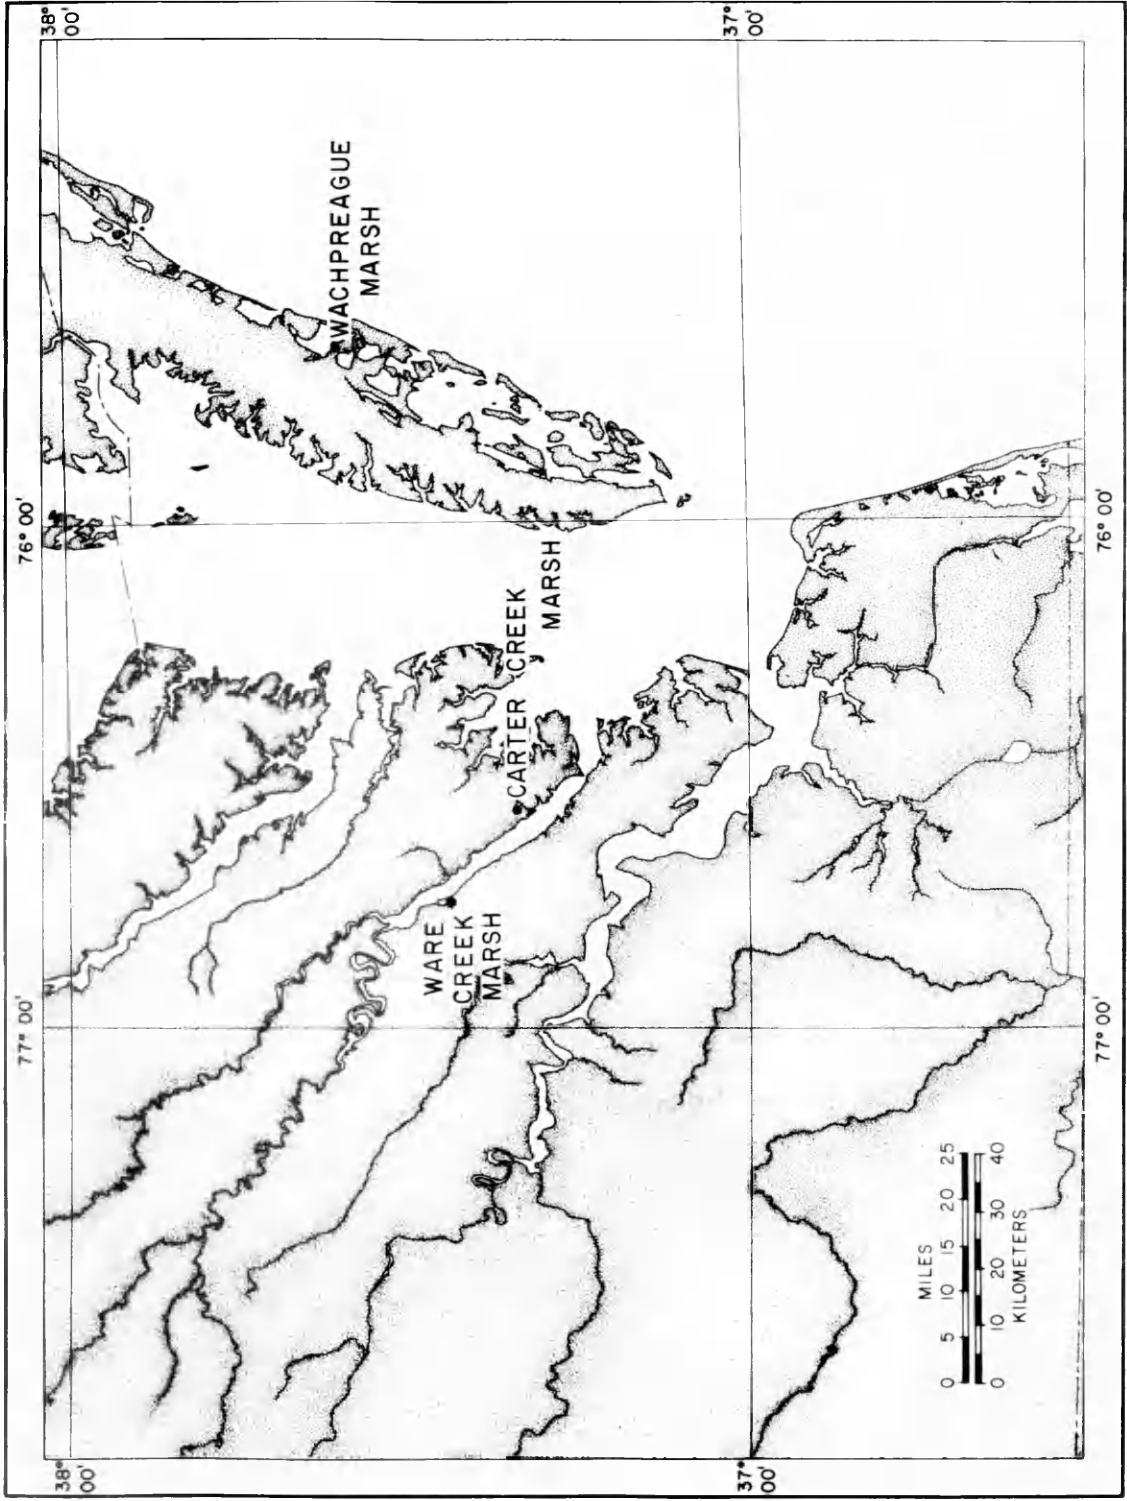 38° 00'
37° 00'
WACHPREAGUE
MARSH
76° 00'
76° 00'
CARTER CREEK
MARSH
WARE
CREEK
MARSH
77° 00'
77° 00'
MILES
0 5 10 15 20 25
0 10 20 30 40
KILOMETERS
38° 00'
37° 00'